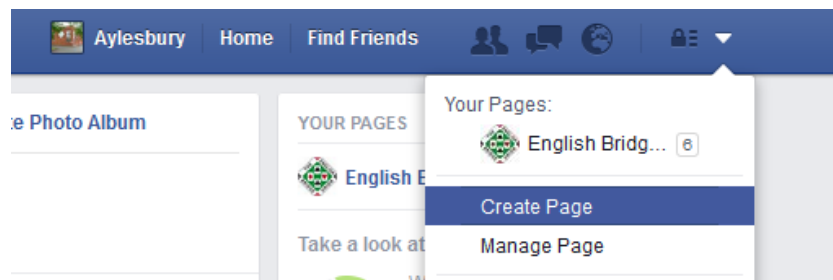 Aylesbury Home Find Friends
Your Pages:
English Bridg... 6
Create Page
Manage Page
te Photo Album
YOUR PAGES
English E
Take a look at